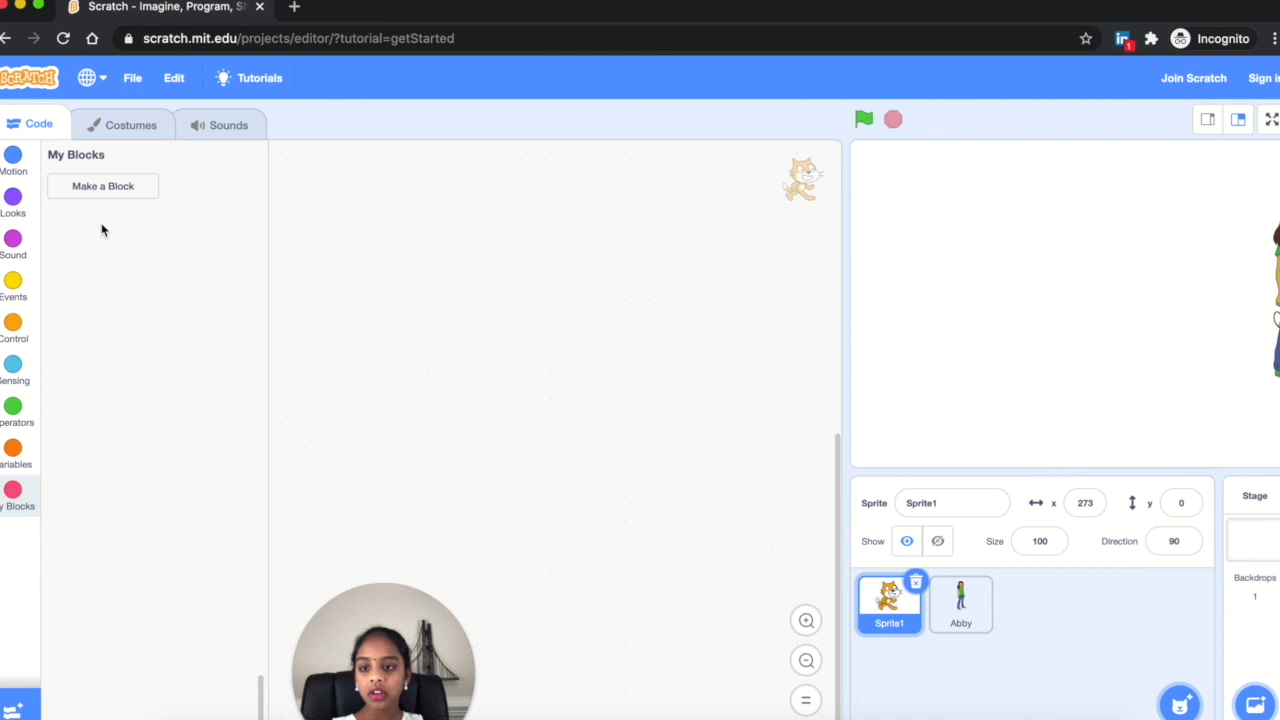 Scratch - Imagine, Program, Sh
scratch.mit.edu/projects/editor/?tutorial=getStarted
1
Incognito
SCRATCH
File
Edit
Tutorials
Join Scratch
Sign i
Code
Costumes
Sounds
My Blocks
Make a Block
Motion
Looks
Sound
Events
Control
Sensing
perators
ariables
y Blocks
Sprite
Sprite1
x
273
y
0
Show
Size
100
Direction
90
Sprite1
Abby
Stage
Backdrops
1